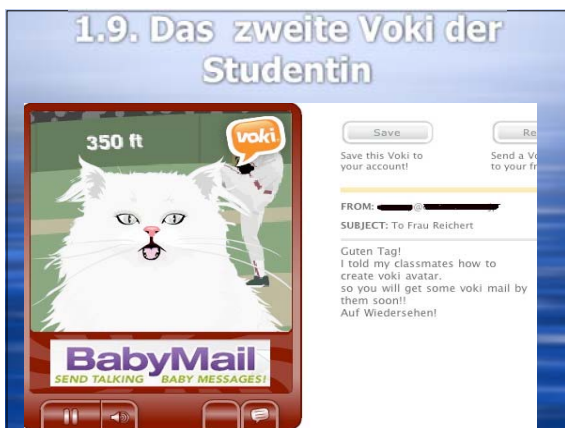 1.9. Das zweite Voki der
Studentin
350 ft
voki
BabyMail
SEND TALKING BABY MESSAGES!
Save
Re
Save this Voki to
your account!
Send a Vo
to your fr
FROM: @
SUBJECT: To Frau Reichert
Guten Tag!
I told my classmates how to
create voki avatar.
so you will get some voki mail by
them soon!!
Auf Wiedersehen!